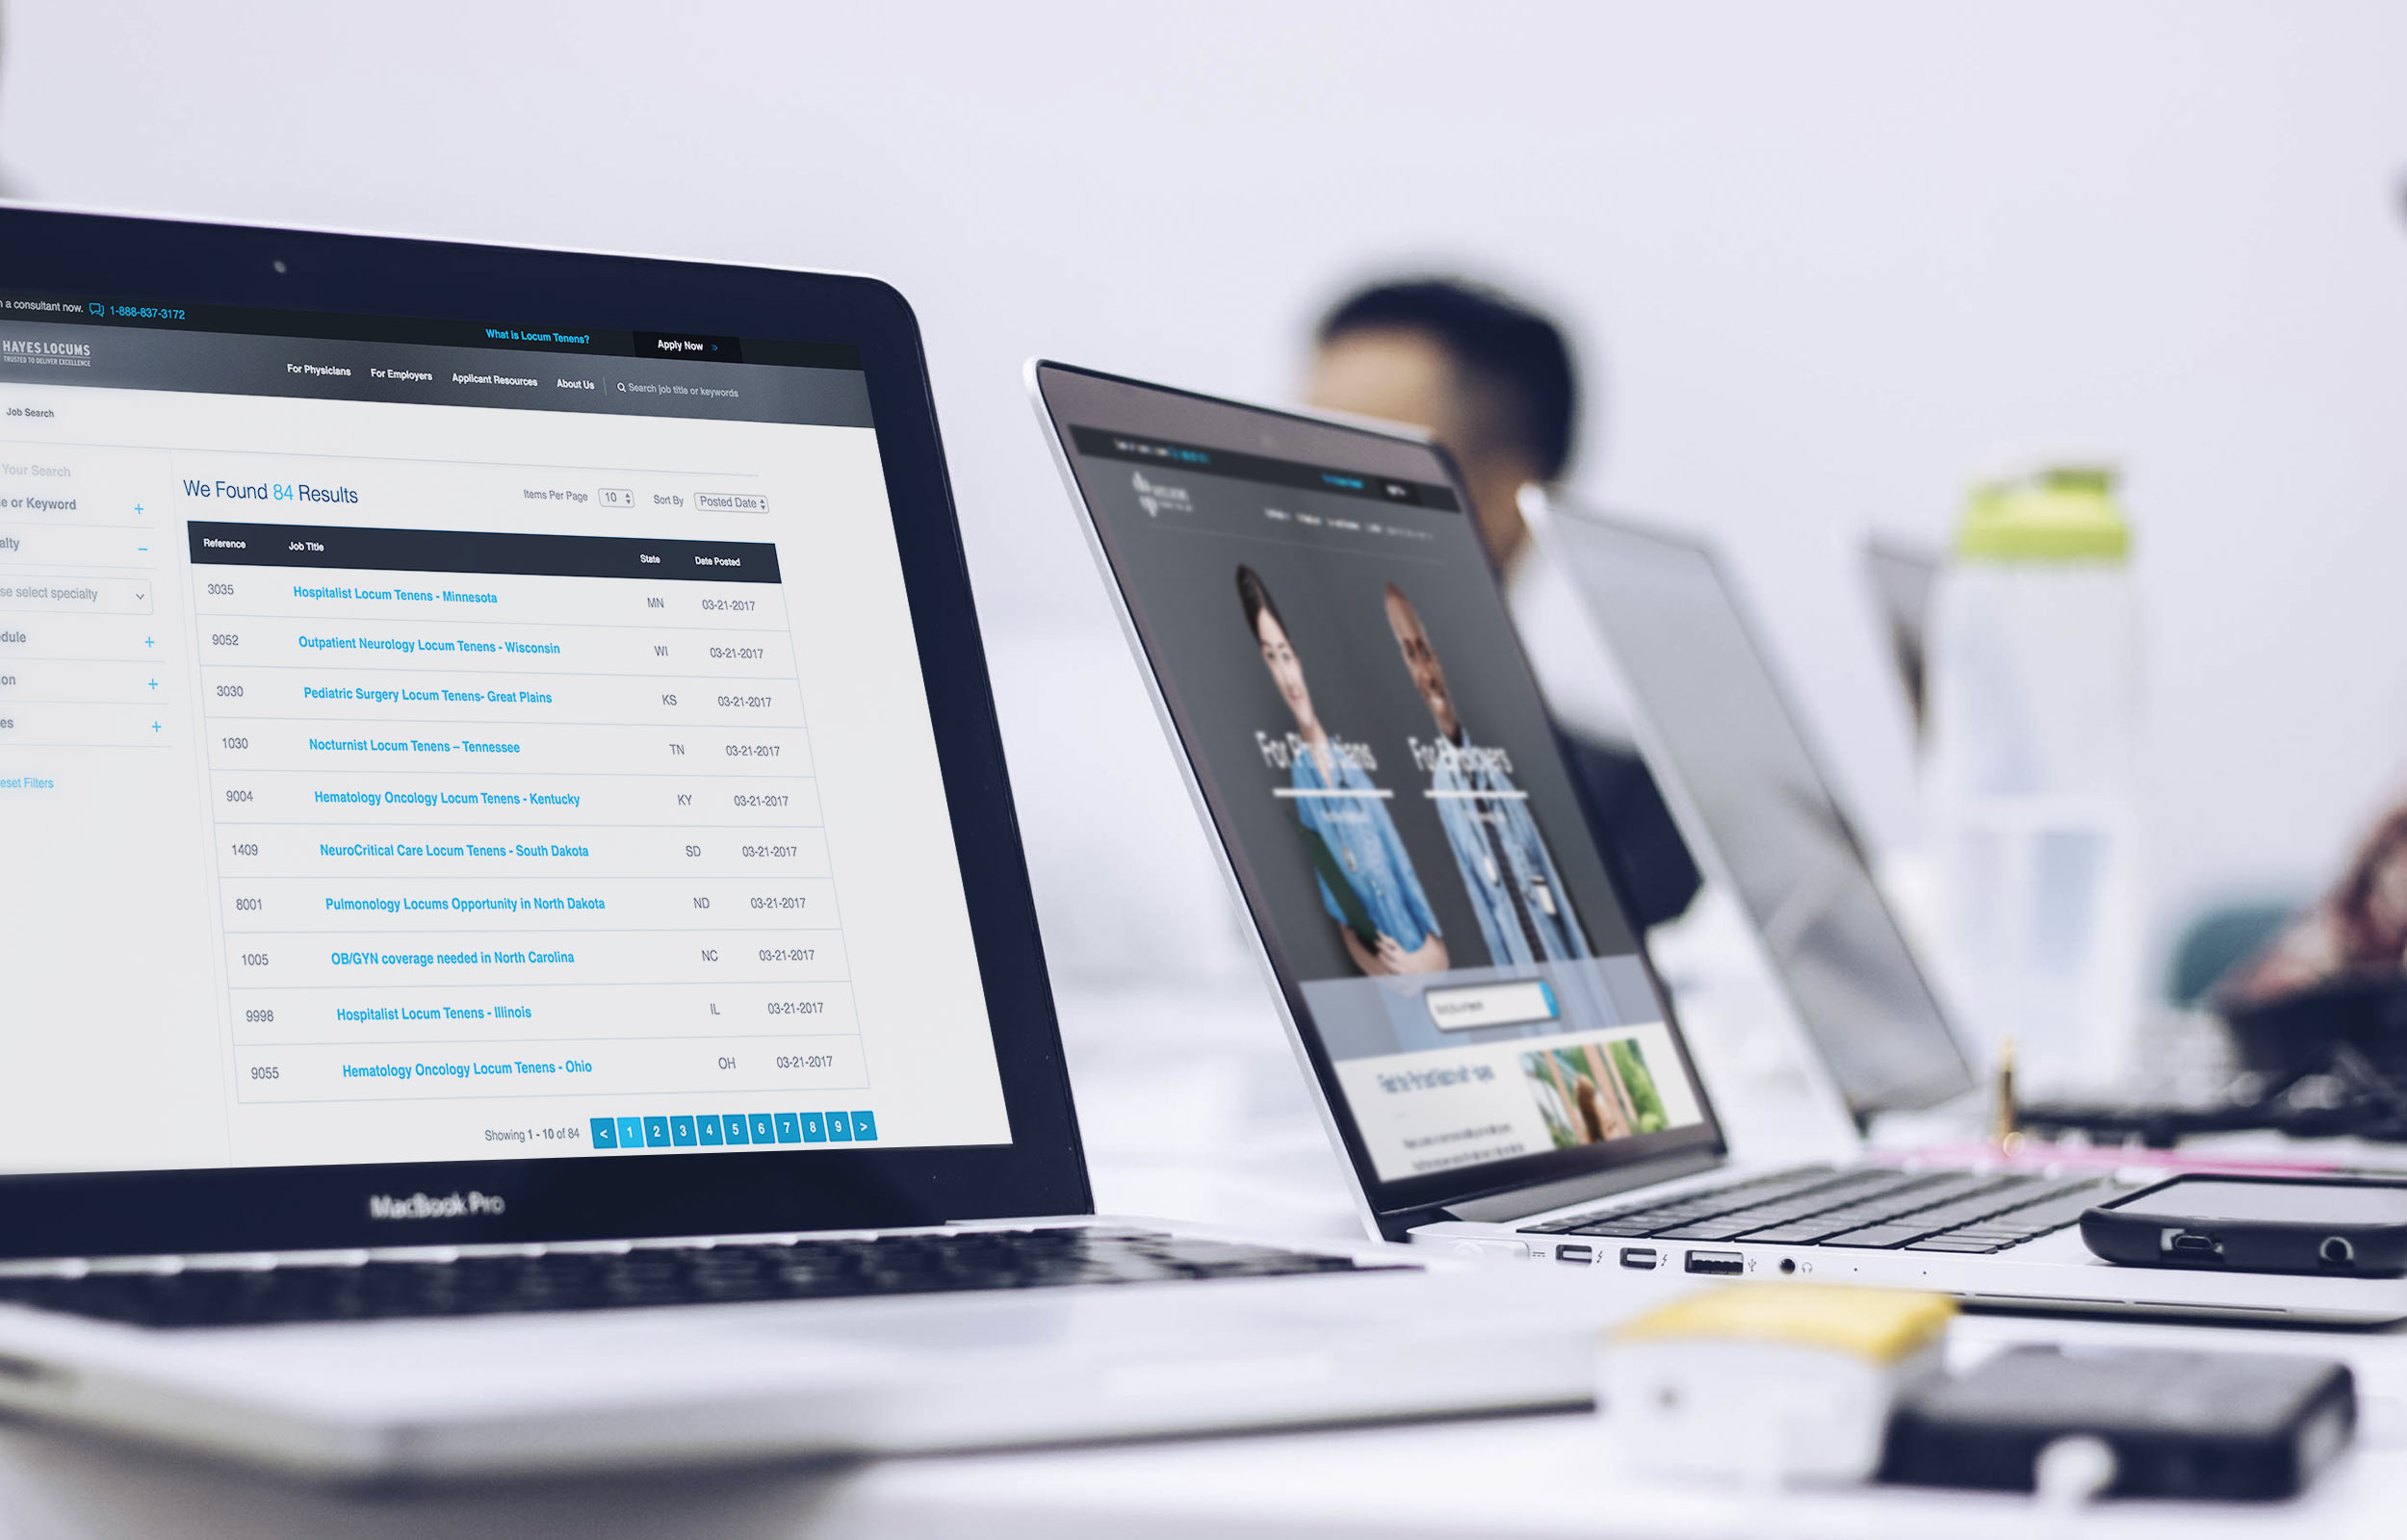 a consultant now. 1-888-837-3172
What is Locum Tenens?
Apply Now »
HAYES LOCUMS
TRUSTED TO DELIVER EXCELLENCE
For Physicians For Employers Applicant Resources About Us Search job title or keywords
Job Search
Your Search
e or Keyword +
alty −
se select specialty
dule +
on +
es +
eset Filters
We Found 84 Results
Items Per Page 10 Sort By Posted Date
Reference Job Title State Date Posted
3035 Hospitalist Locum Tenens - Minnesota MN 03-21-2017
9052 Outpatient Neurology Locum Tenens - Wisconsin WI 03-21-2017
3030 Pediatric Surgery Locum Tenens- Great Plains KS 03-21-2017
1030 Nocturnist Locum Tenens – Tennessee TN 03-21-2017
9004 Hematology Oncology Locum Tenens - Kentucky KY 03-21-2017
1409 NeuroCritical Care Locum Tenens - South Dakota SD 03-21-2017
8001 Pulmonology Locums Opportunity in North Dakota ND 03-21-2017
1005 OB/GYN coverage needed in North Carolina NC 03-21-2017
9998 Hospitalist Locum Tenens - Illinois IL 03-21-2017
9055 Hematology Oncology Locum Tenens - Ohio OH 03-21-2017
Showing 1 - 10 of 84 < 1 2 3 4 5 6 7 8 9 >
MacBook Pro
For Physicians
For Employers